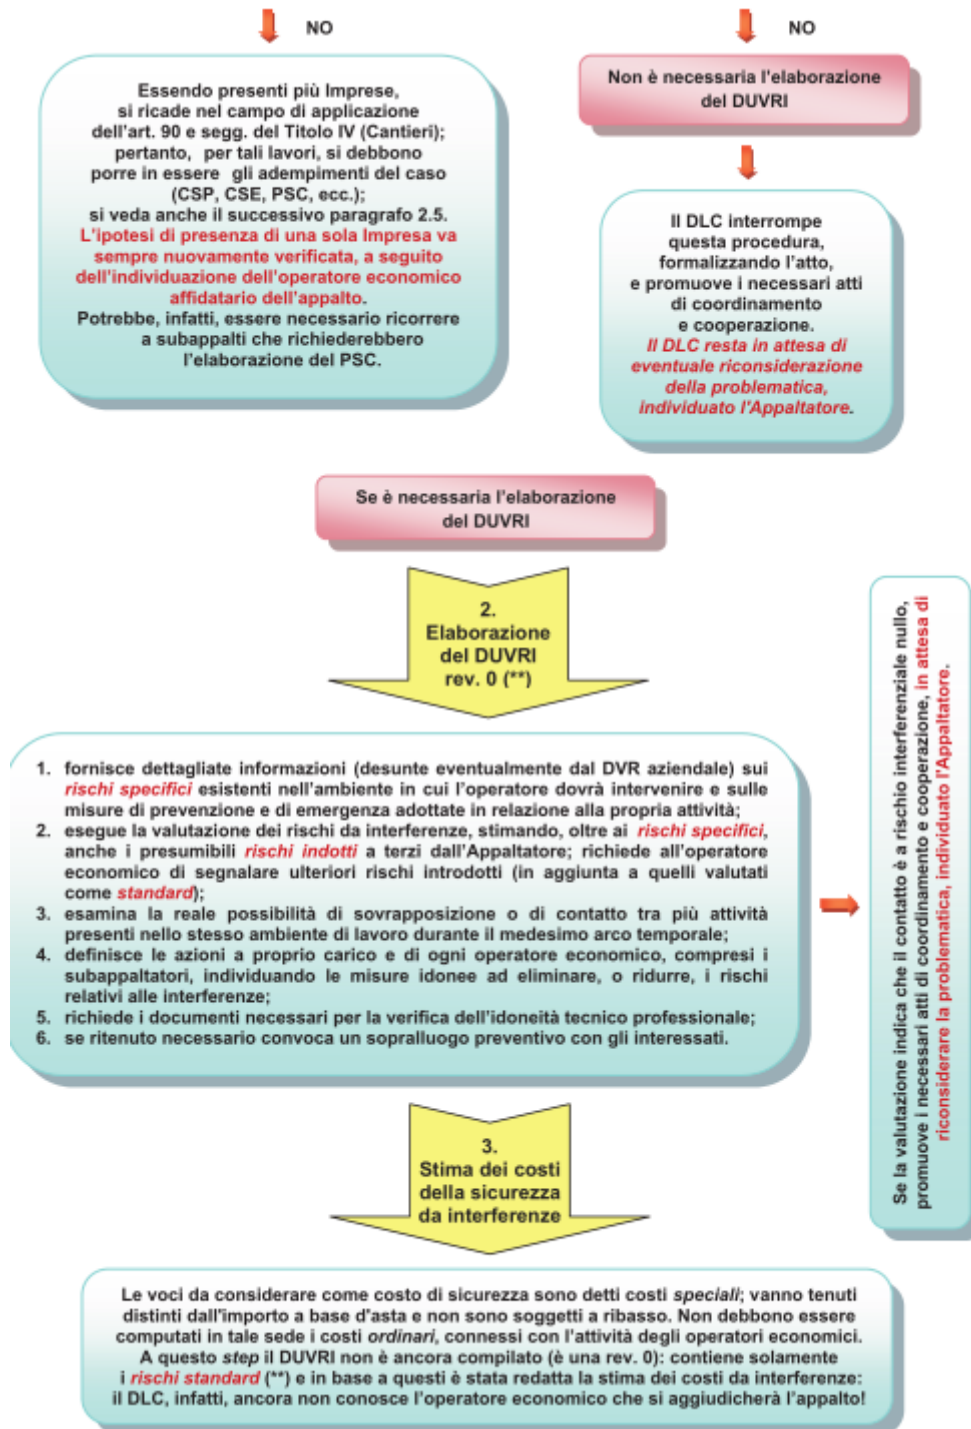 NO
Essendo presenti più Imprese,
si ricade nel campo di applicazione
dell'art. 90 e segg. del Titolo IV (Cantieri);
pertanto, per tali lavori, si debbono
porre in essere gli adempimenti del caso
(CSP, CSE, PSC, ecc.);
si veda anche il successivo paragrafo 2.5.
L'ipotesi di presenza di una sola Impresa va
sempre nuovamente verificata, a seguito
dell'individuazione dell'operatore economico
affidatario dell'appalto.
Potrebbe, infatti, essere necessario ricorrere
a subappalti che richiederebbero
l'elaborazione del PSC.
NO
Non è necessaria l'elaborazione
del DUVRI
Il DLC interrompe
questa procedura,
formalizzando l'atto,
e promuove i necessari atti
di coordinamento
e cooperazione.
Il DLC resta in attesa di
eventuale riconsiderazione
della problematica,
individuato l'Appaltatore.
Se è necessaria l'elaborazione
del DUVRI
2.
Elaborazione
del DUVRI
rev. 0 (**)
1. fornisce dettagliate informazioni (desunte eventualmente dal DVR aziendale) sui
rischi specifici esistenti nell'ambiente in cui l'operatore dovrà intervenire e sulle
misure di prevenzione e di emergenza adottate in relazione alla propria attività;
2. esegue la valutazione dei rischi da interferenze, stimando, oltre ai rischi specifici,
anche i presumibili rischi indotti a terzi dall'Appaltatore; richiede all'operatore
economico di segnalare ulteriori rischi introdotti (in aggiunta a quelli valutati
come standard);
3. esamina la reale possibilità di sovrapposizione o di contatto tra più attività
presenti nello stesso ambiente di lavoro durante il medesimo arco temporale;
4. definisce le azioni a proprio carico e di ogni operatore economico, compresi i
subappaltatori, individuando le misure idonee ad eliminare, o ridurre, i rischi
relativi alle interferenze;
5. richiede i documenti necessari per la verifica dell'idoneità tecnico professionale;
6. se ritenuto necessario convoca un sopralluogo preventivo con gli interessati.
Se la valutazione indica che il contatto è a rischio interferenziale nullo,
promuove i necessari atti di coordinamento e cooperazione, in attesa di
riconsiderare la problematica, individuato l'Appaltatore.
3.
Stima dei costi
della sicurezza
da interferenze
Le voci da considerare come costo di sicurezza sono detti costi speciali; vanno tenuti
distinti dall'importo a base d'asta e non sono soggetti a ribasso. Non debbono essere
computati in tale sede i costi ordinari, connessi con l'attività degli operatori economici.
A questo step il DUVRI non è ancora compilato (è una rev. 0): contiene solamente
i rischi standard (**) e in base a questi è stata redatta la stima dei costi da interferenze:
il DLC, infatti, ancora non conosce l'operatore economico che si aggiudicherà l'appalto!